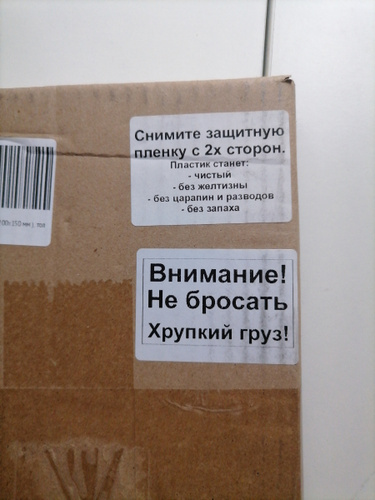 Снимите защитную
пленку с 2х сторон.
Пластик станет:
- чистый
- без желтизны
- без царапин и разводов
- без запаха
Внимание!
Не бросать
Хрупкий груз!